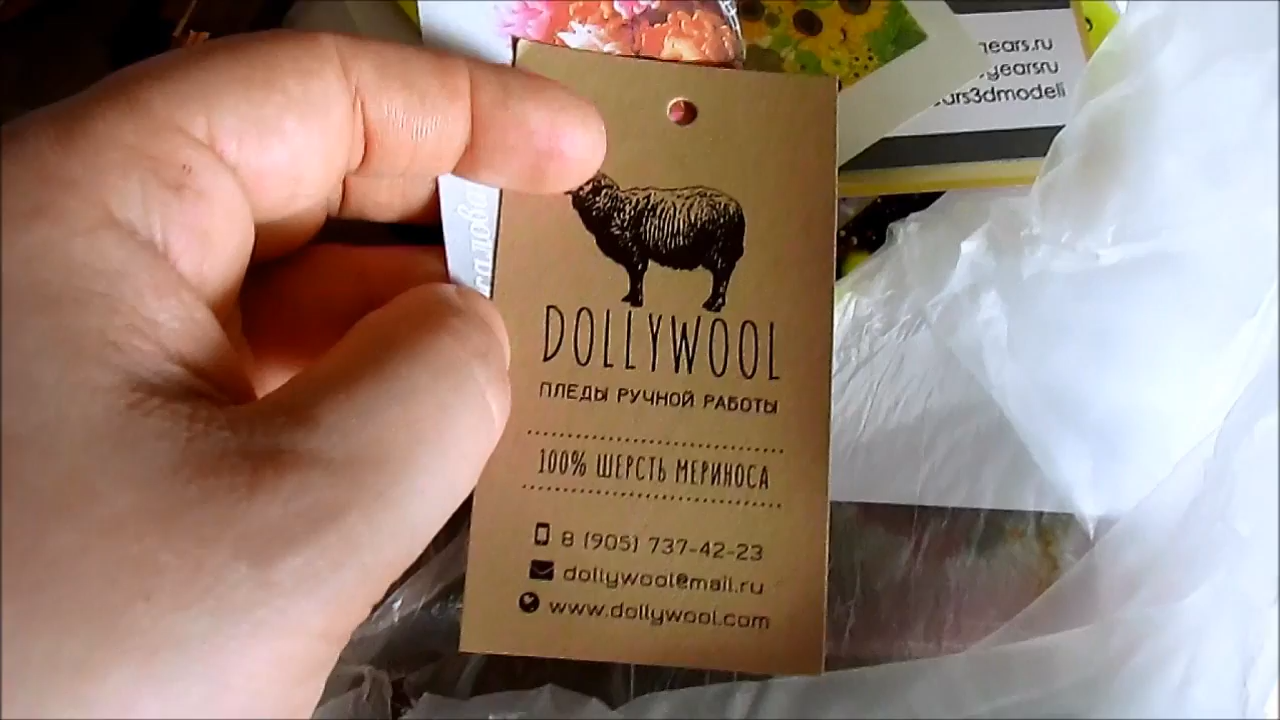 DOLLYWOOL
ПЛЕДЫ РУЧНОЙ РАБОТЫ
100% ШЕРСТЬ МЕРИНОСА
8 (905) 737-42-23
dollywool@mail.ru
www.dollywool.com